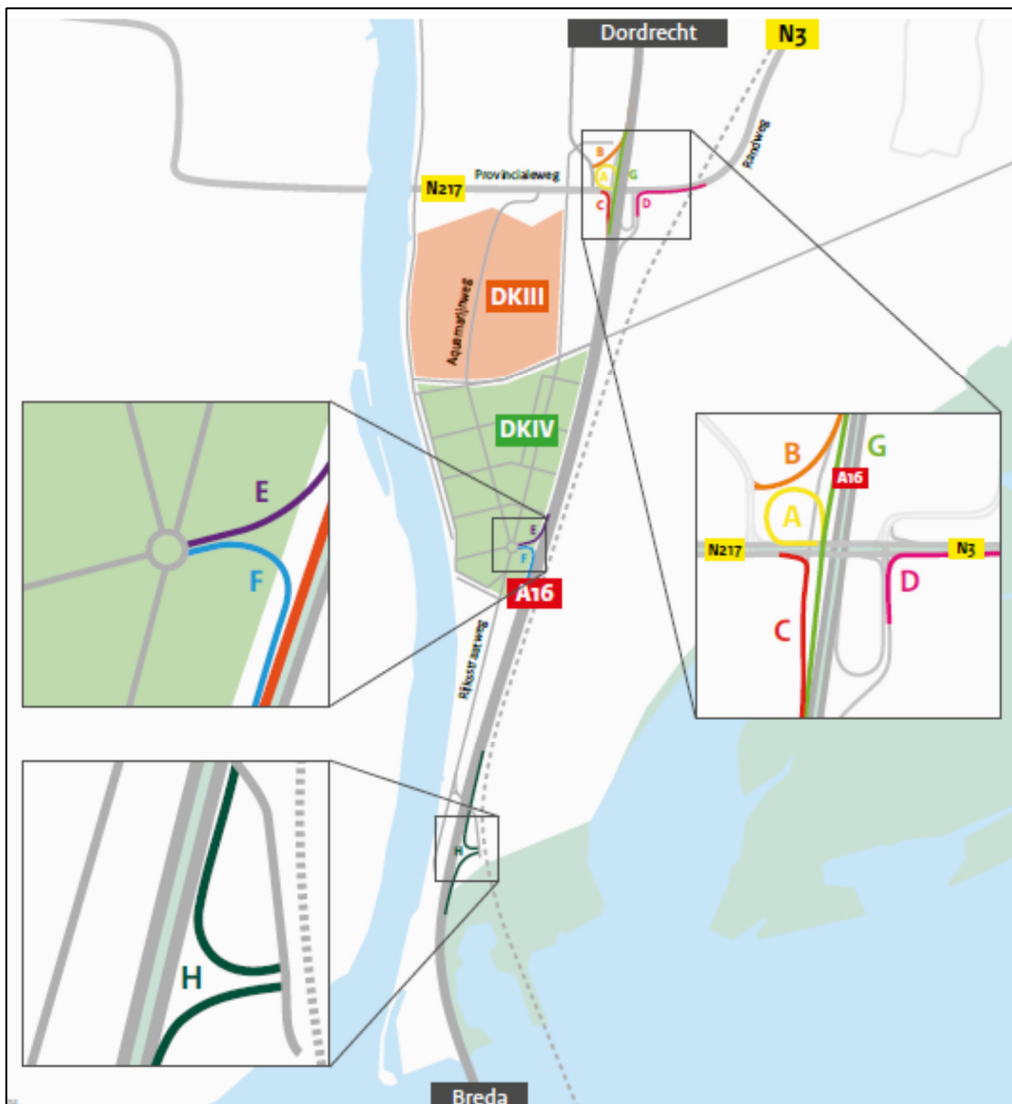 Dordrecht
N3
Randweg
B
Provincialeweg
A
G
N217
C
D
DKIII
Aquamarijnweg
DKIV
E
F
A16
Rijksstraatweg
H
Breda
E
F
B
G
A16
A
N217
N3
D
C
H